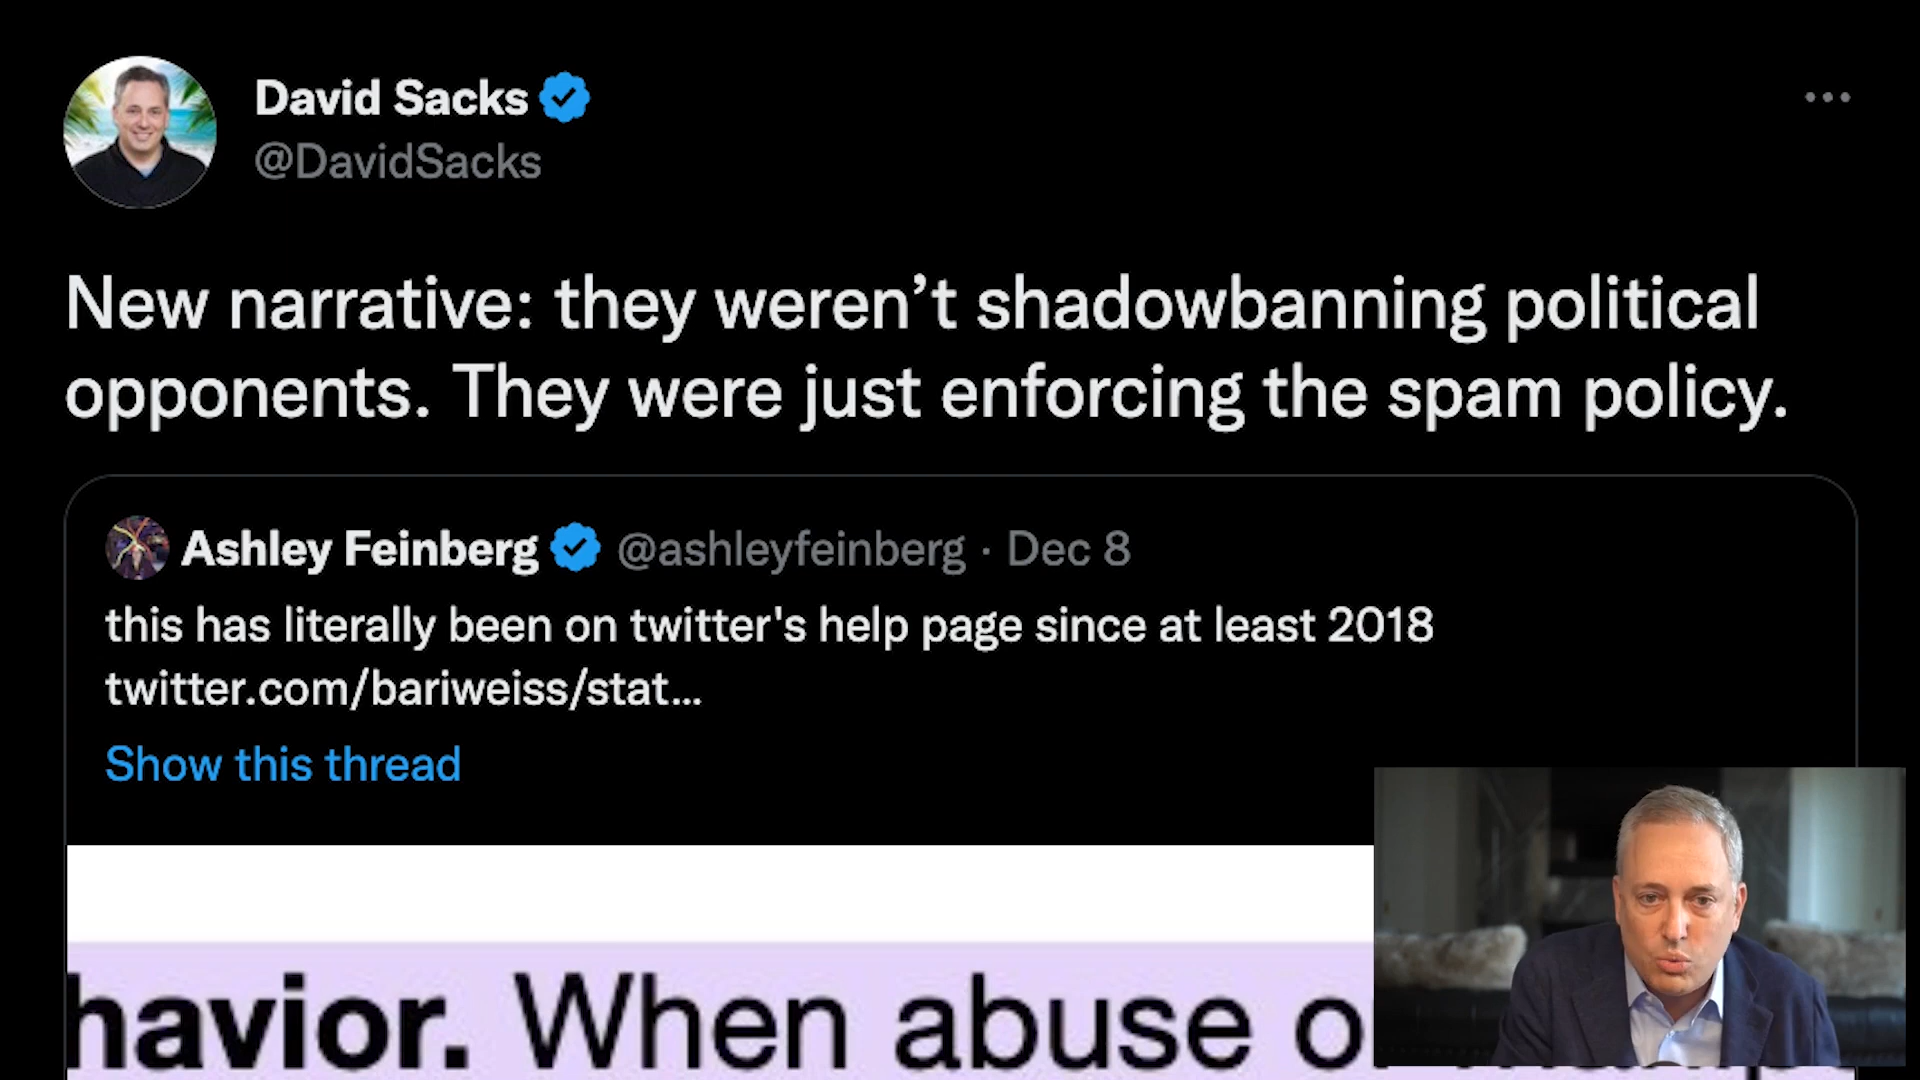 David Sacks
@DavidSacks
New narrative: they weren’t shadowbanning political
opponents. They were just enforcing the spam policy.
Ashley Feinberg @ashleyfeinberg · Dec 8
this has literally been on twitter's help page since at least 2018
twitter.com/bariweiss/stat…
Show this thread
havior. When abuse o